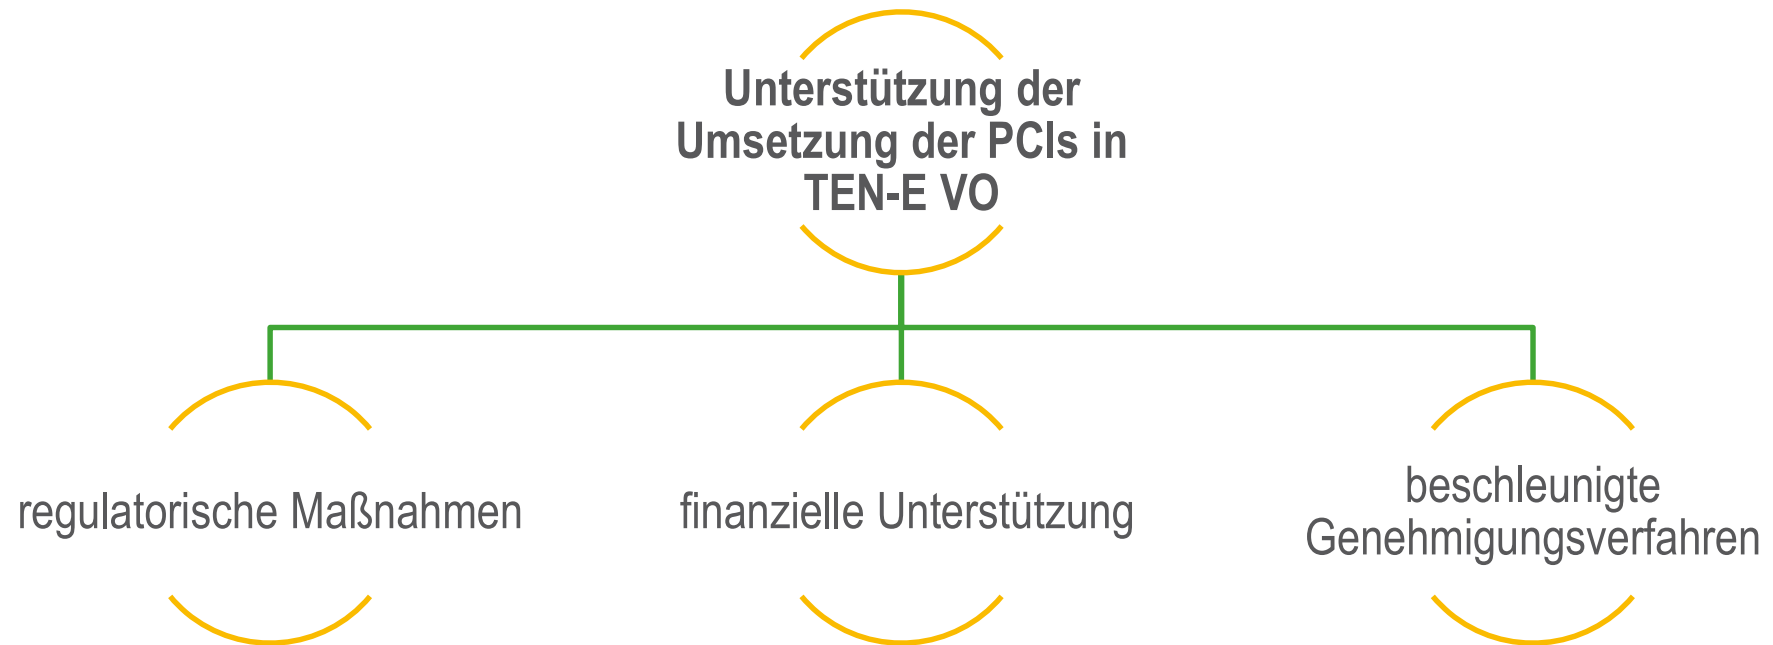 Unterstützung der
Umsetzung der PCIs in
TEN-E VO
regulatorische Maßnahmen
finanzielle Unterstützung
beschleunigte
Genehmigungsverfahren